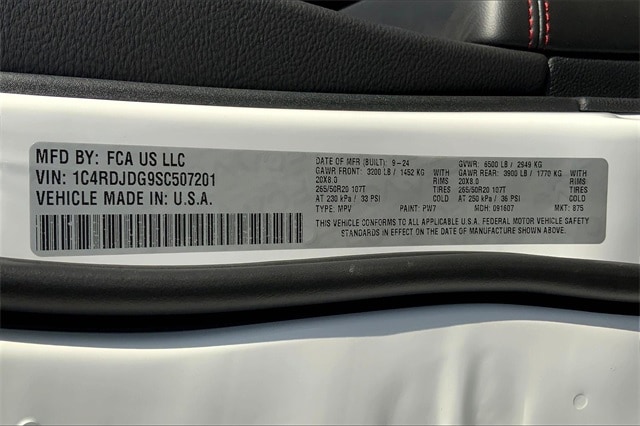 MFD BY: FCA US LLC
VIN: 1C4RDJDG9SC507201
VEHICLE MADE IN: U.S.A.
DATE OF MFR (BUILT): 9-24 GVWR: 6500 LB / 2949 KG
GAWR FRONT: 3200 LB / 1452 KG WITH GAWR REAR: 3900 LB / 1770 KG WITH
20X8.0 RIMS 20X8.0 RIMS
265/50R20 107T TIRES 265/50R20 107T TIRES
AT 230 kPa / 33 PSI COLD AT 250 kPa / 36 PSI COLD
TYPE: MPV PAINT: PW7 MDH: 091607 MKT: 875
THIS VEHICLE CONFORMS TO ALL APPLICABLE U.S.A. FEDERAL MOTOR VEHICLE SAFETY
STANDARDS IN EFFECT ON THE DATE OF MANUFACTURE SHOWN ABOVE.